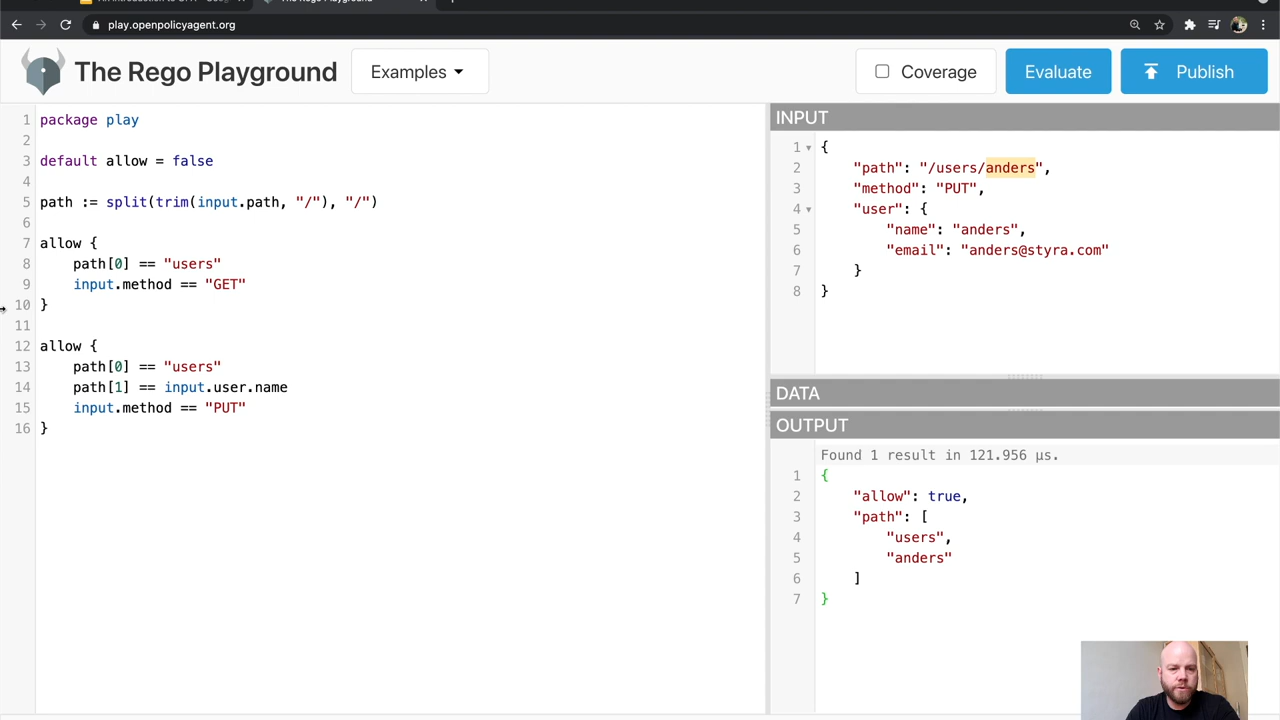 play.openpolicyagent.org
The Rego Playground
Examples
Coverage
Evaluate
Publish
1 package play
2
3 default allow = false
4
5 path := split(trim(input.path, "/"), "/")
6
7 allow {
8 path[0] == "users"
9 input.method == "GET"
10 }
11
12 allow {
13 path[0] == "users"
14 path[1] == input.user.name
15 input.method == "PUT"
16 }
INPUT
1 {
2 "path": "/users/anders",
3 "method": "PUT",
4 "user": {
5 "name": "anders",
6 "email": "anders@styra.com"
7 }
8 }
DATA
OUTPUT
Found 1 result in 121.956 µs.
1 {
2 "allow": true,
3 "path": [
4 "users",
5 "anders"
6 ]
7 }